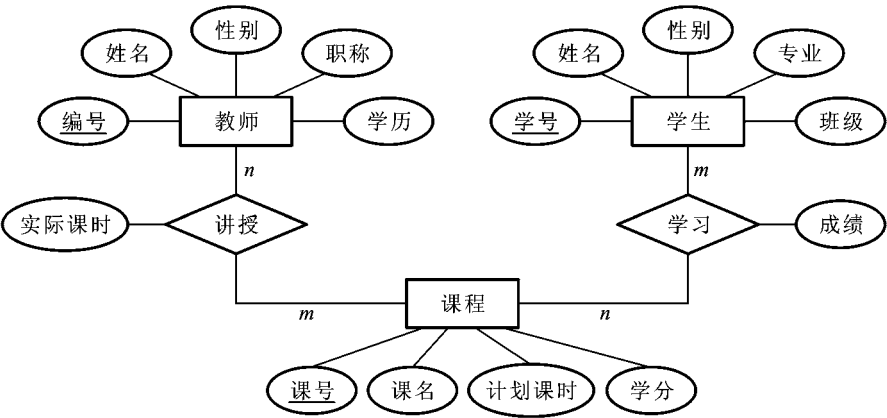 性别
性别
姓名
职称
姓名
专业
编号
教师
学历
学号
学生
班级
n
m
实际课时
讲授
学习
成绩
课程
m
n
课号
课名
计划课时
学分